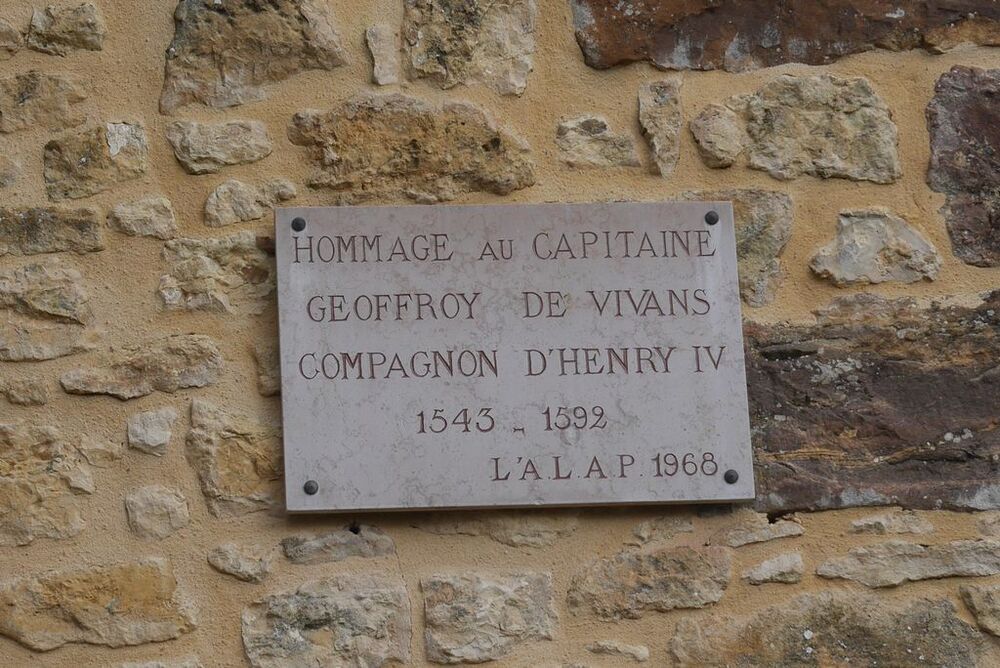 HOMMAGE AU CAPITAINE
GEOFFROY DE VIVANS
COMPAGNON D'HENRY IV
1543 - 1592
L'A.L.A.P. 1968